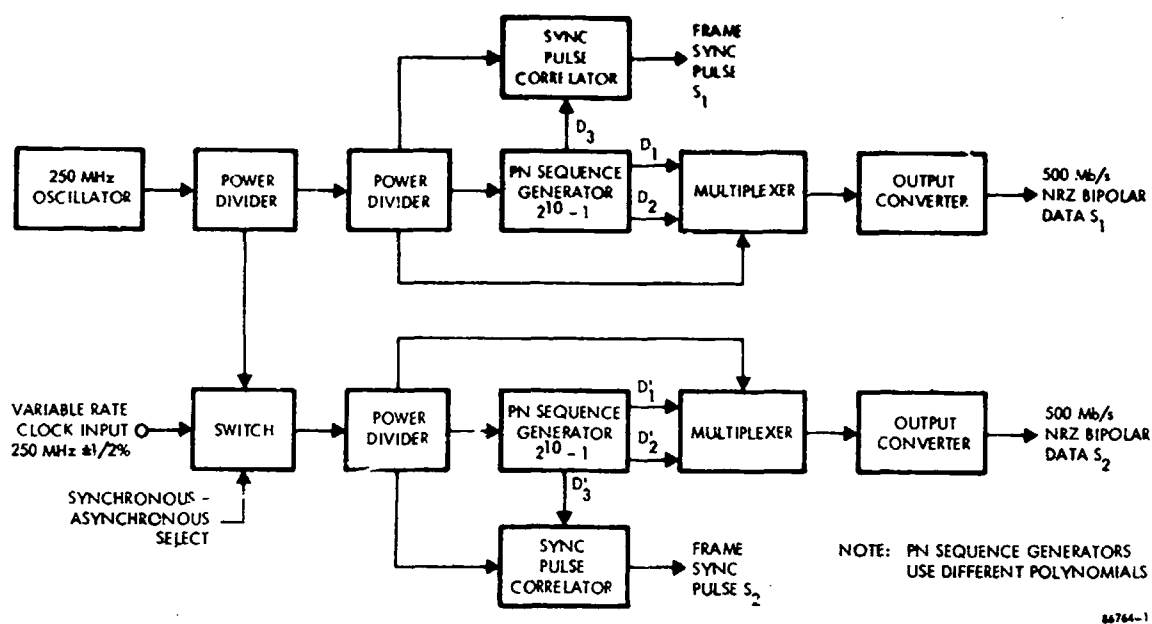 SYNC
PULSE
CORRELATOR
FRAME
SYNC
PULSE
S1
D3
250 MHz
OSCILLATOR
POWER
DIVIDER
POWER
DIVIDER
PN SEQUENCE
GENERATOR
2^10 - 1
D1
D2
MULTIPLEXER
OUTPUT
CONVERTER
500 Mb/s
NRZ BIPOLAR
DATA S1
VARIABLE RATE
CLOCK INPUT
250 MHz ±1/2%
SWITCH
POWER
DIVIDER
PN SEQUENCE
GENERATOR
2^10 - 1
D'1
D'2
MULTIPLEXER
OUTPUT
CONVERTER
500 Mb/s
NRZ BIPOLAR
DATA S2
SYNCHRONOUS -
ASYNCHRONOUS
SELECT
D'3
SYNC
PULSE
CORRELATOR
FRAME
SYNC
PULSE S2
NOTE: PN SEQUENCE GENERATORS
USE DIFFERENT POLYNOMIALS
86764-1